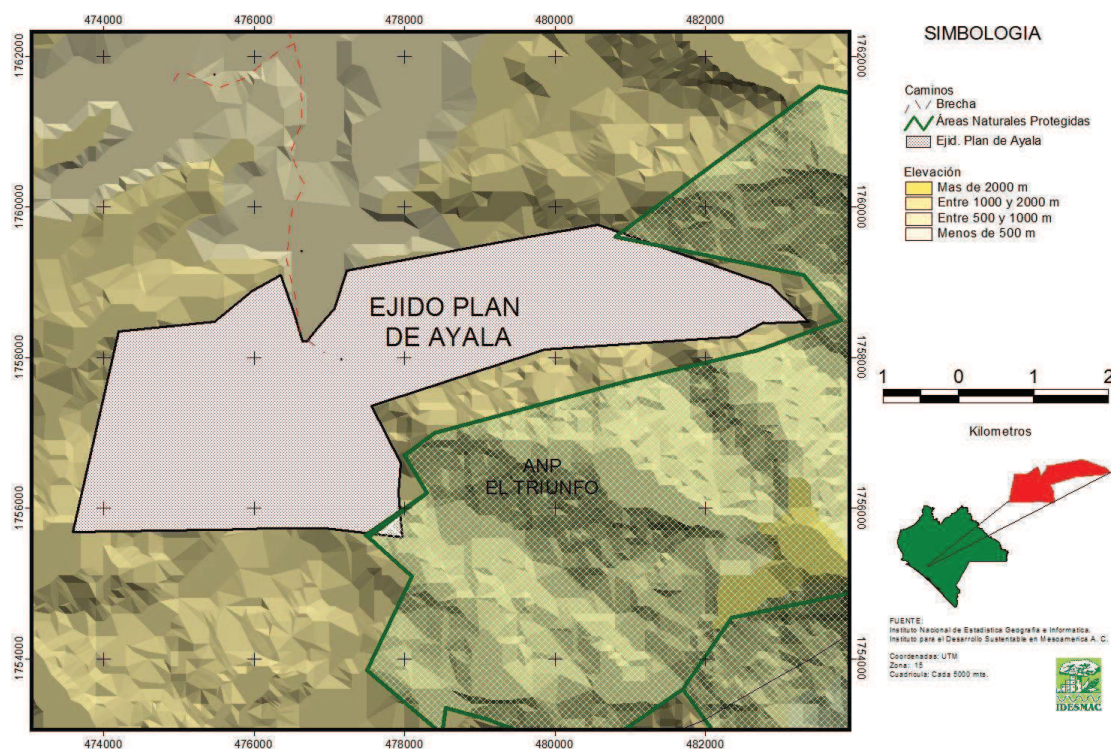 474000 476000 478000 480000 482000
1762000
1762000
1760000
1760000
1758000
1758000
1756000
1756000
1754000
1754000
EJIDO PLAN
DE AYALA
ANP
EL TRIUNFO
474000 476000 478000 480000 482000
SIMBOLOGIA
Caminos
Brecha
Áreas Naturales Protegidas
Ejid. Plan de Ayala
Elevación
Mas de 2000 m
Entre 1000 y 2000 m
Entre 500 y 1000 m
Menos de 500 m
1 0 1 2
Kilometros
FUENTE:
Instituto Nacional de Estadistica Geografia e Informatica.
Instituto para el Desarrollo Sustentable en Mesoamerica A. C.
Coordenadas: UTM
Zona: 15
Cuadricula: Cada 5000 mts.
IDESMAC